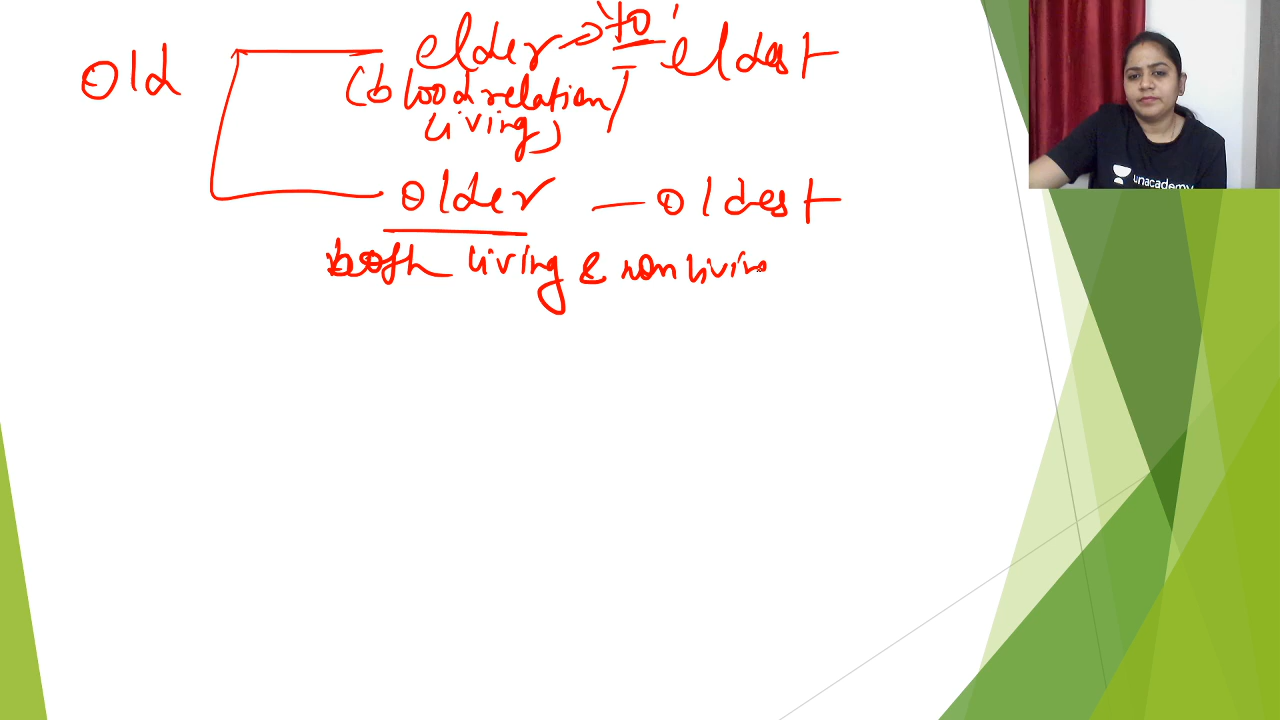 old elder → 'to' eldest
(blood relation/
living)
older — oldest
both living & non living
unacademy